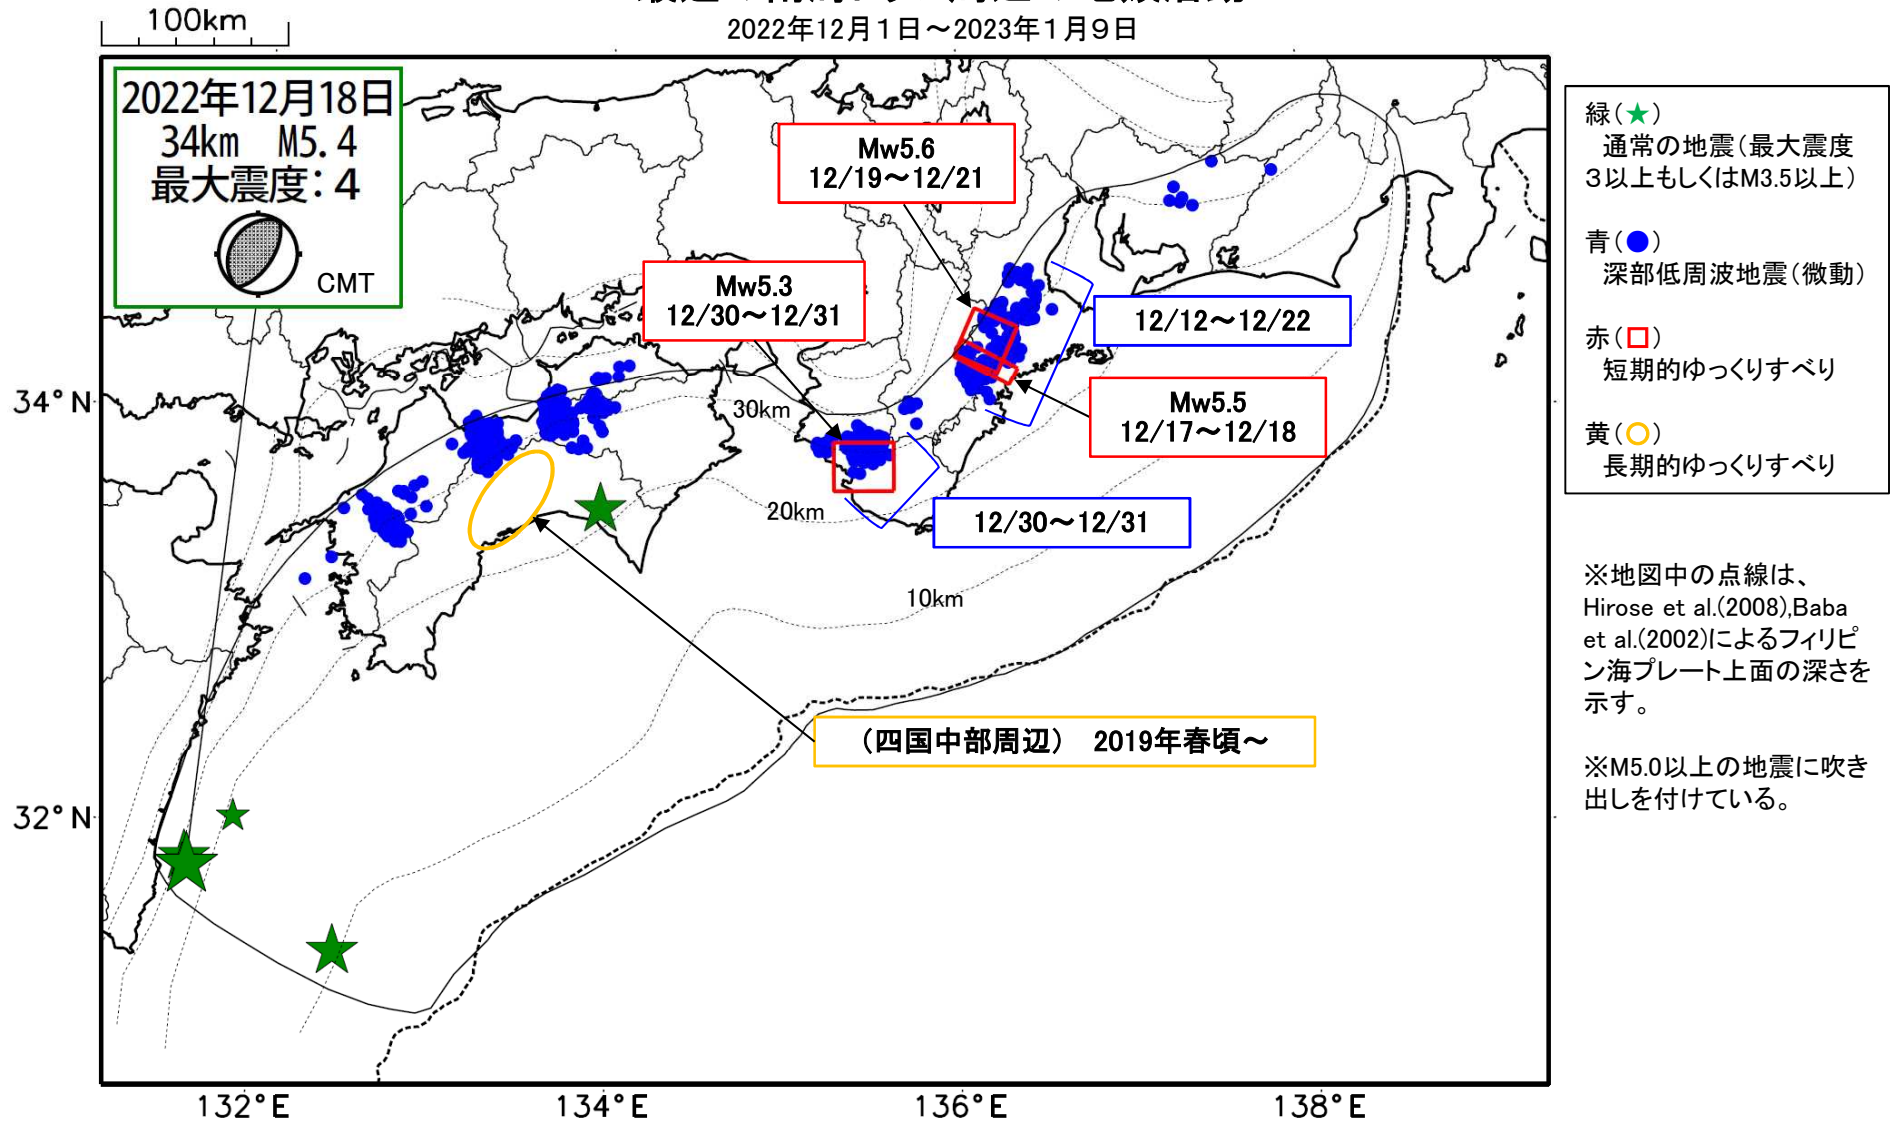 2022年12月1日～2023年1月9日
100km
2022年12月18日
34km M5.4
最大震度：4
CMT
Mw5.6
12/19～12/21
Mw5.3
12/30～12/31
12/12～12/22
Mw5.5
12/17～12/18
12/30～12/31
30km
20km
10km
（四国中部周辺） 2019年春頃～
34°N
32°N
132°E
134°E
136°E
138°E
緑(★)
通常の地震(最大震度
３以上もしくはM3.5以上)
青(●)
深部低周波地震(微動)
赤(□)
短期的ゆっくりすべり
黄(○)
長期的ゆっくりすべり
※地図中の点線は、
Hirose et al.(2008),Baba
et al.(2002)によるフィリピ
ン海プレート上面の深さを
示す。
※M5.0以上の地震に吹き
出しを付けている。